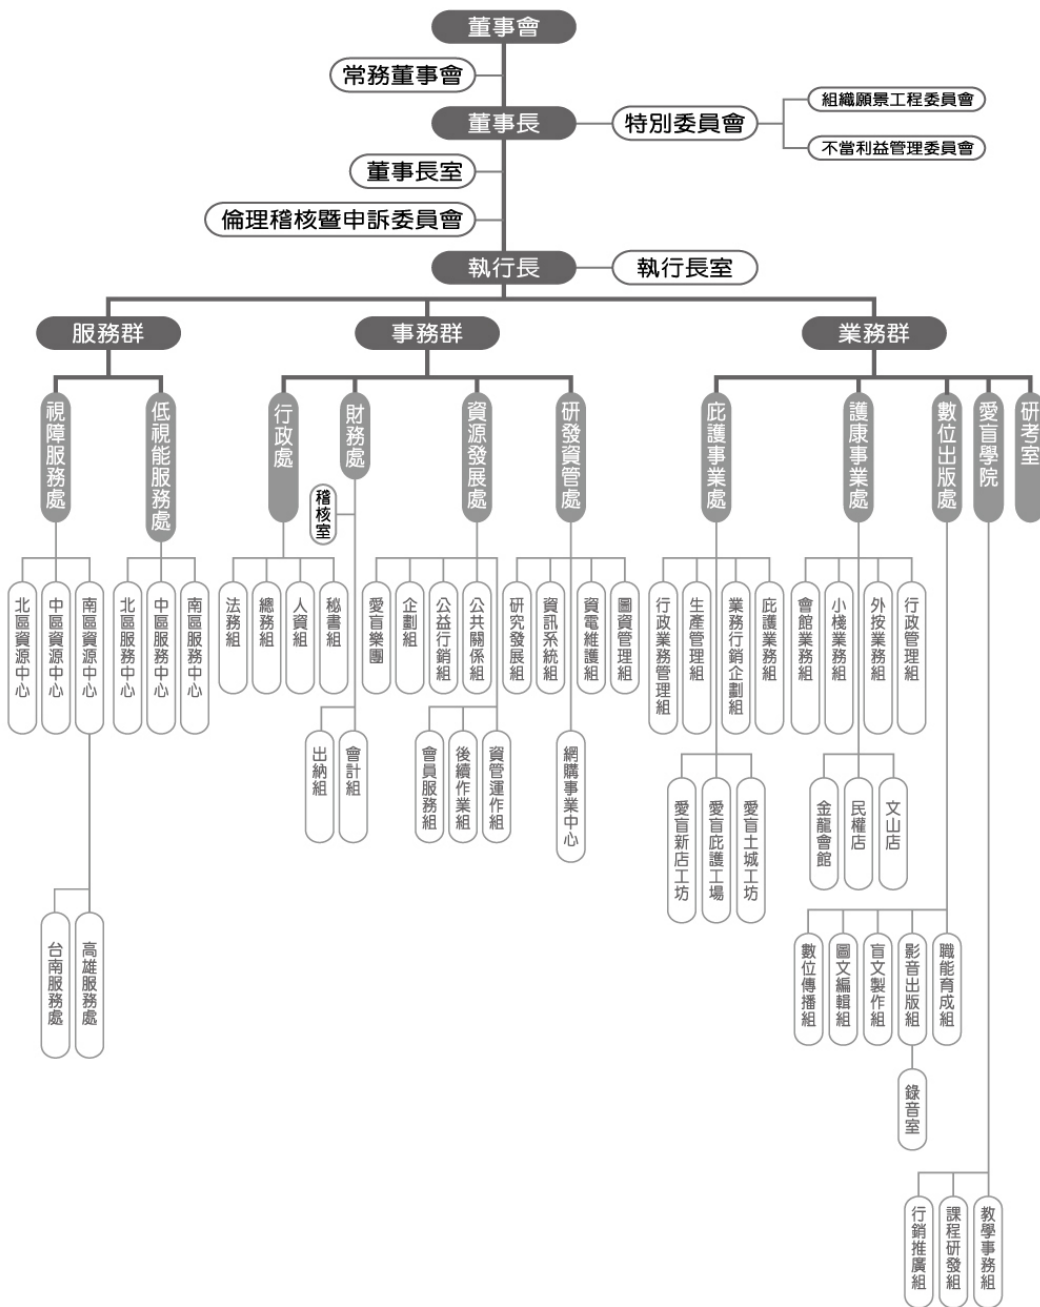 董事會
常務董事會
董事長
特別委員會
組織願景工程委員會
不當利益管理委員會
董事長室
倫理稽核暨申訴委員會
執行長
執行長室
服務群
事務群
業務群
視障服務處
低視能服務處
行政處
財務處
資源發展處
研發資管處
庇護事業處
護康事業處
數位出版處
愛盲學院
研考室
稽核室
北區資源中心
中區資源中心
南區資源中心
北區服務中心
中區服務中心
南區服務中心
法務組
總務組
人資組
秘書組
愛盲樂團
企劃組
公益行銷組
公共關係組
研究發展組
資訊系統組
資電維護組
圖資管理組
行政業務管理組
生產管理組
業務行銷企劃組
庇護業務組
會館業務組
小棧業務組
外按業務組
行政管理組
出納組
會計組
會員服務組
後續作業組
資管運作組
網購事業中心
愛盲新店工坊
愛盲庇護工場
愛盲土城工坊
金龍會館
民權店
文山店
台南服務處
高雄服務處
數位傳播組
圖文編輯組
盲文製作組
影音出版組
職能育成組
錄音室
行銷推廣組
課程研發組
教學事務組